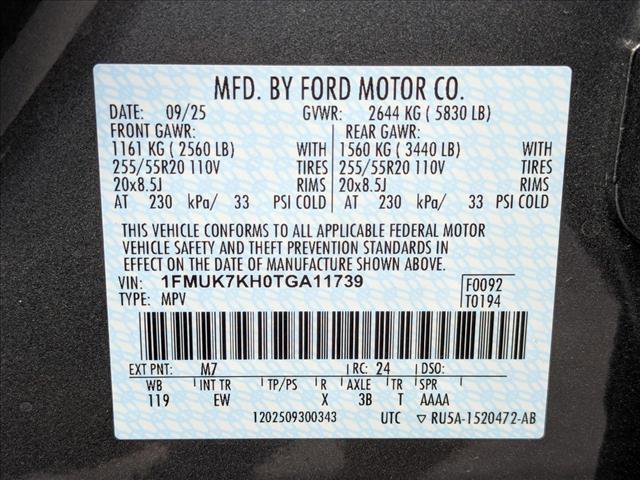 MFD. BY FORD MOTOR CO.
DATE: 09/25 GVWR: 2644 KG ( 5830 LB)
FRONT GAWR: REAR GAWR:
1161 KG ( 2560 LB) WITH 1560 KG ( 3440 LB) WITH
255/55R20 110V TIRES 255/55R20 110V TIRES
20x8.5J RIMS 20x8.5J RIMS
AT 230 kPa/ 33 PSI COLD AT 230 kPa/ 33 PSI COLD
THIS VEHICLE CONFORMS TO ALL APPLICABLE FEDERAL MOTOR
VEHICLE SAFETY AND THEFT PREVENTION STANDARDS IN
EFFECT ON THE DATE OF MANUFACTURE SHOWN ABOVE.
VIN: 1FMUK7KH0TGA11739 F0092
TYPE: MPV T0194
EXT PNT: M7 RC: 24 DSO:
WB INT TR TP/PS R AXLE TR SPR
119 EW X 3B T AAAA
1202509300343 UTC ▽ RU5A-1520472-AB